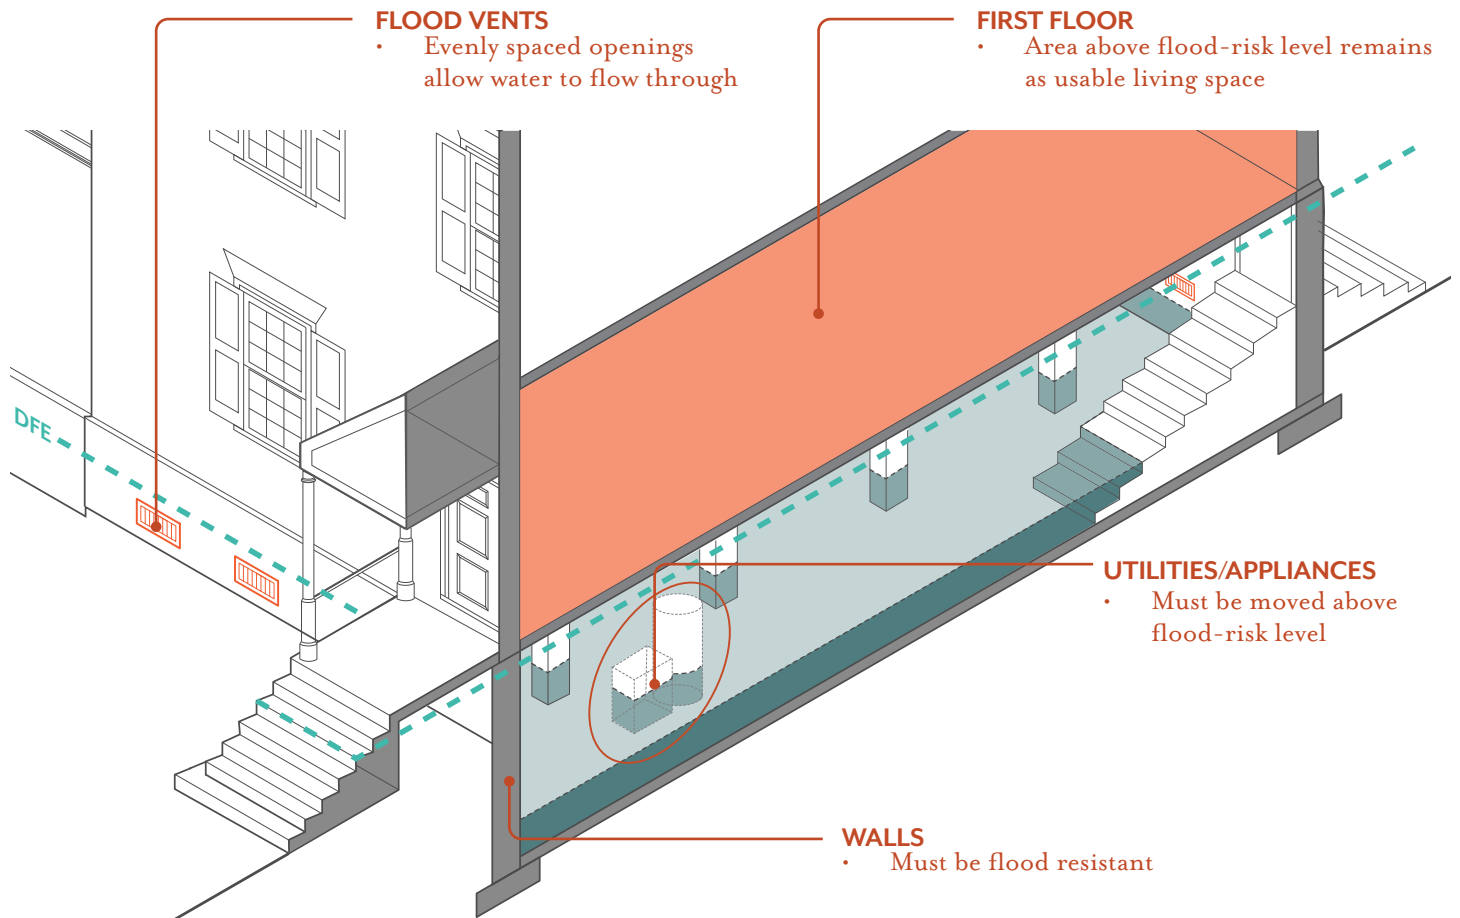 FLOOD VENTS
• Evenly spaced openings
allow water to flow through
FIRST FLOOR
• Area above flood-risk level remains
as usable living space
DFE
UTILITIES/APPLIANCES
• Must be moved above
flood-risk level
WALLS
• Must be flood resistant